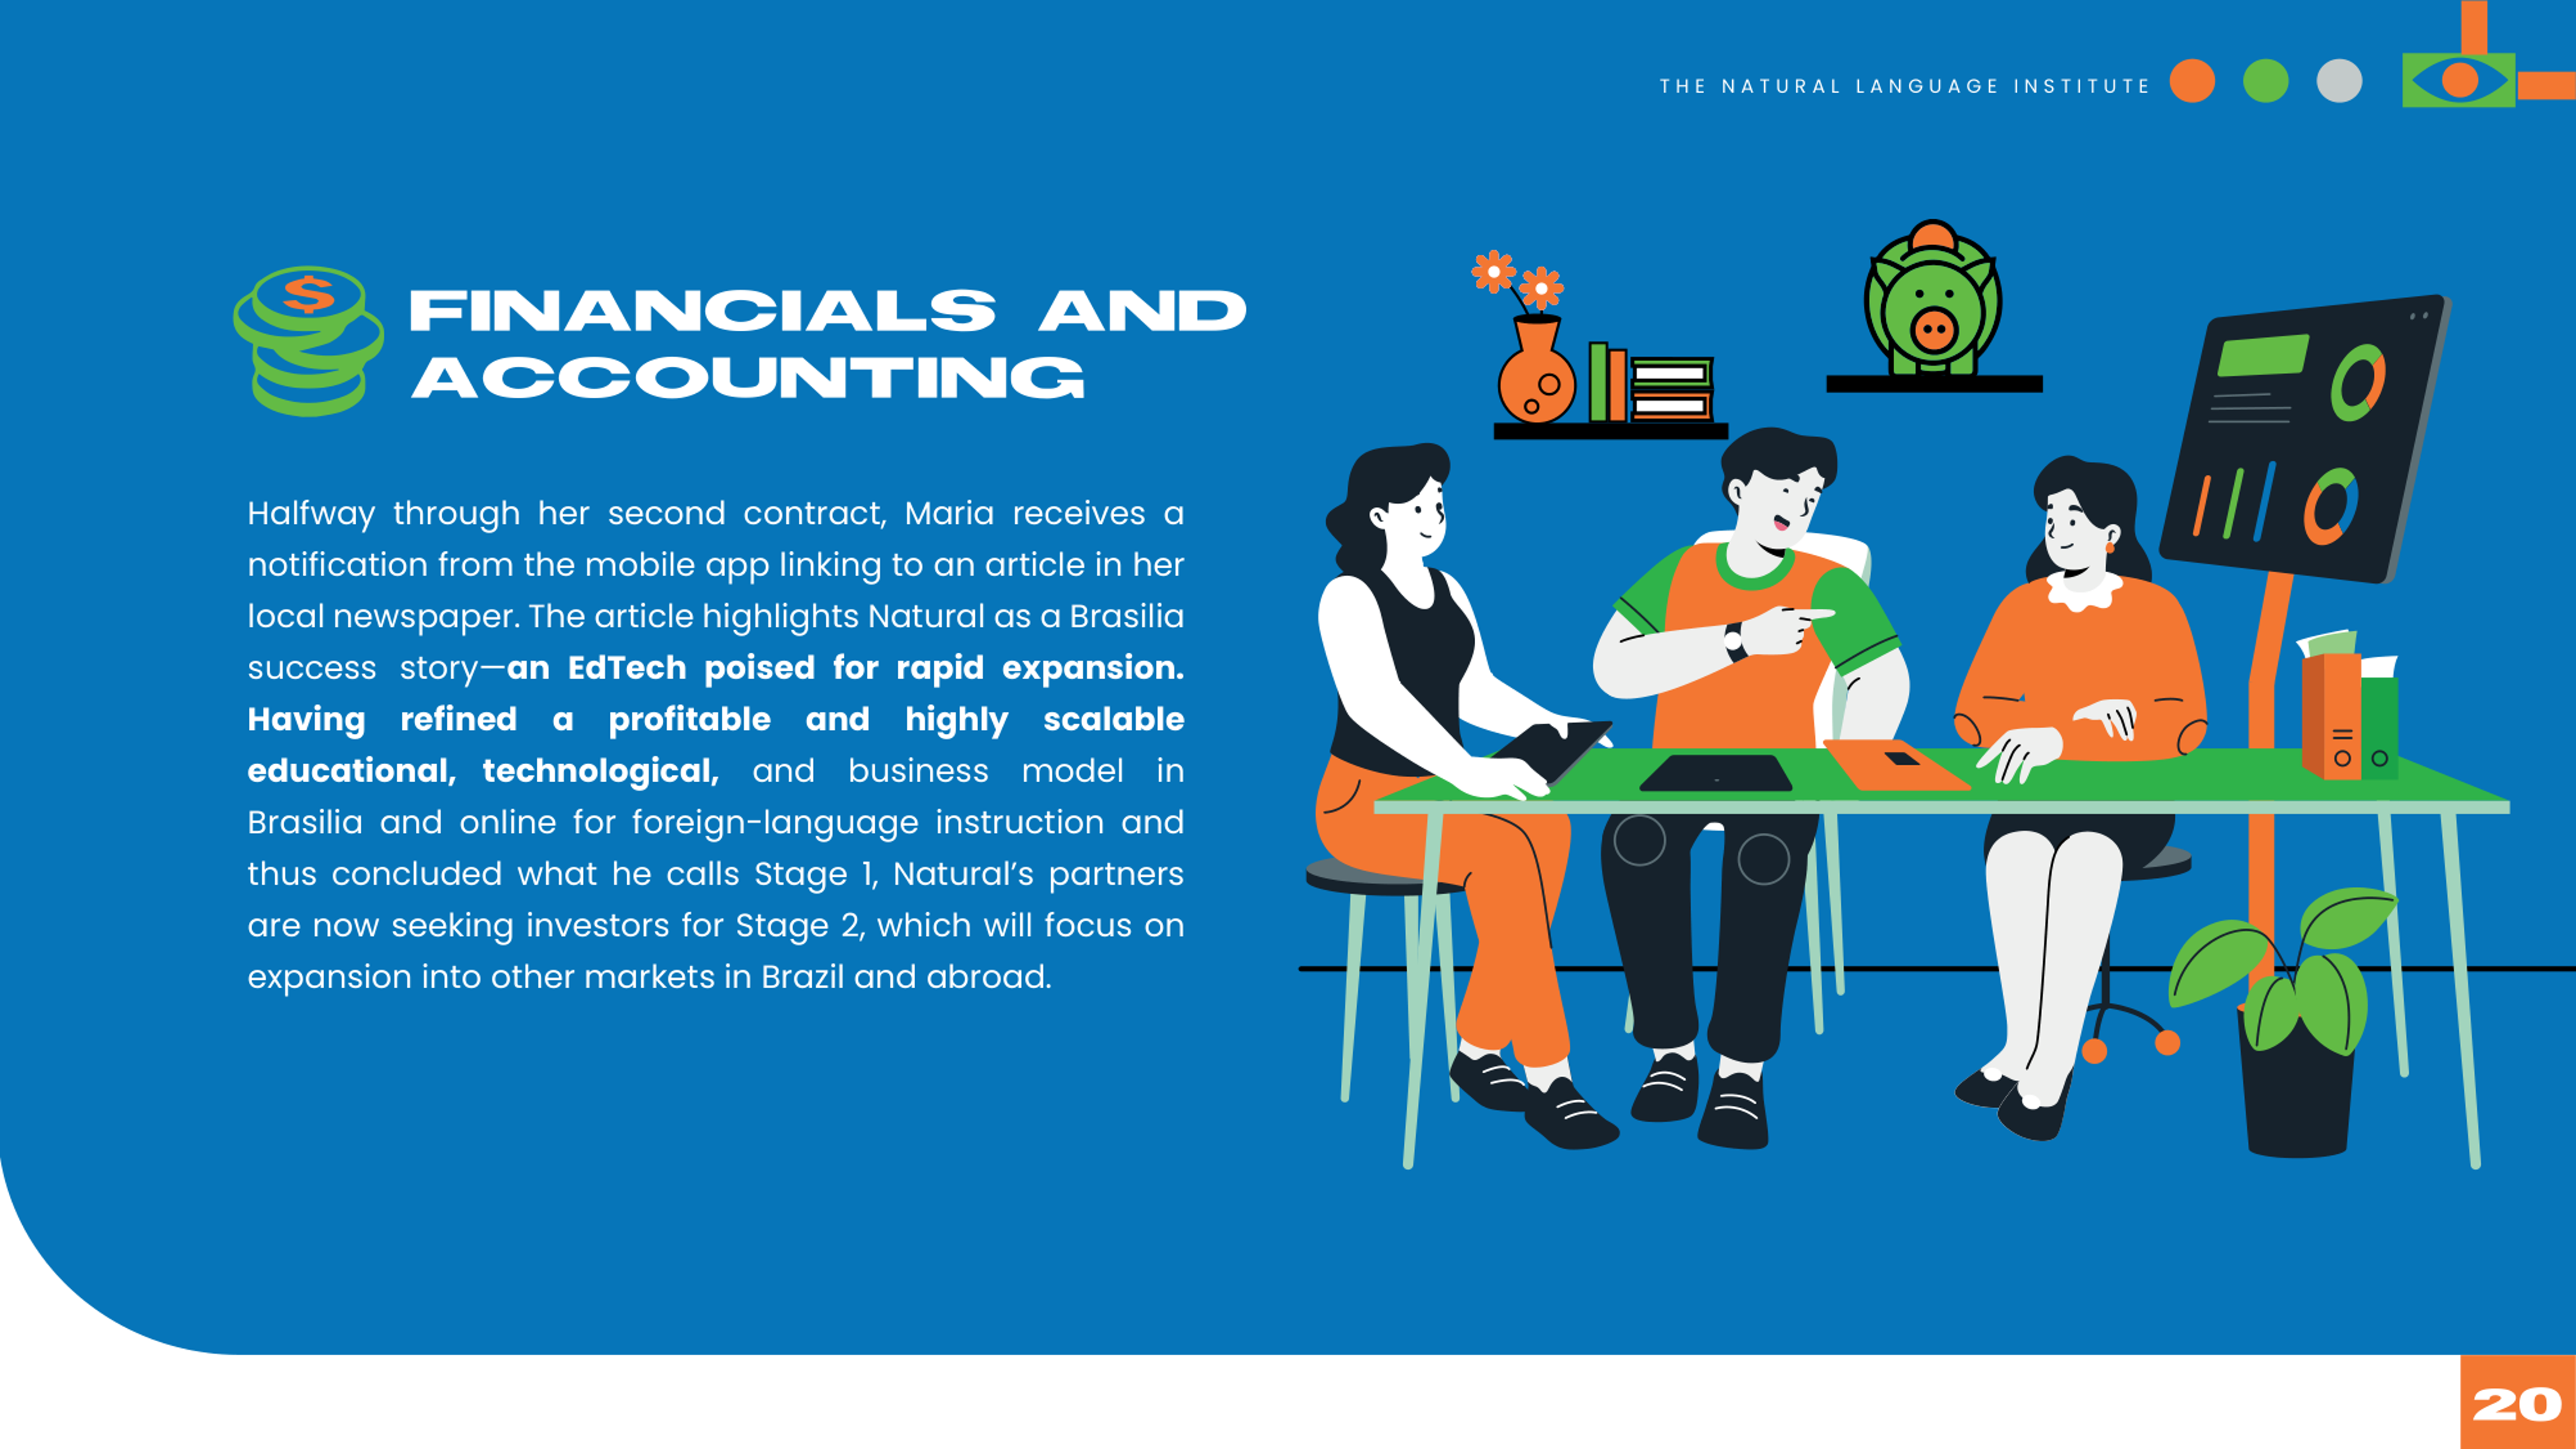 THE NATURAL LANGUAGE INSTITUTE
$
FINANCIALS AND
ACCOUNTING
Halfway through her second contract, Maria receives a
notification from the mobile app linking to an article in her
local newspaper. The article highlights Natural as a Brasilia
success story—an EdTech poised for rapid expansion.
Having refined a profitable and highly scalable
educational, technological, and business model in
Brasilia and online for foreign-language instruction and
thus concluded what he calls Stage 1, Natural’s partners
are now seeking investors for Stage 2, which will focus on
expansion into other markets in Brazil and abroad.
20